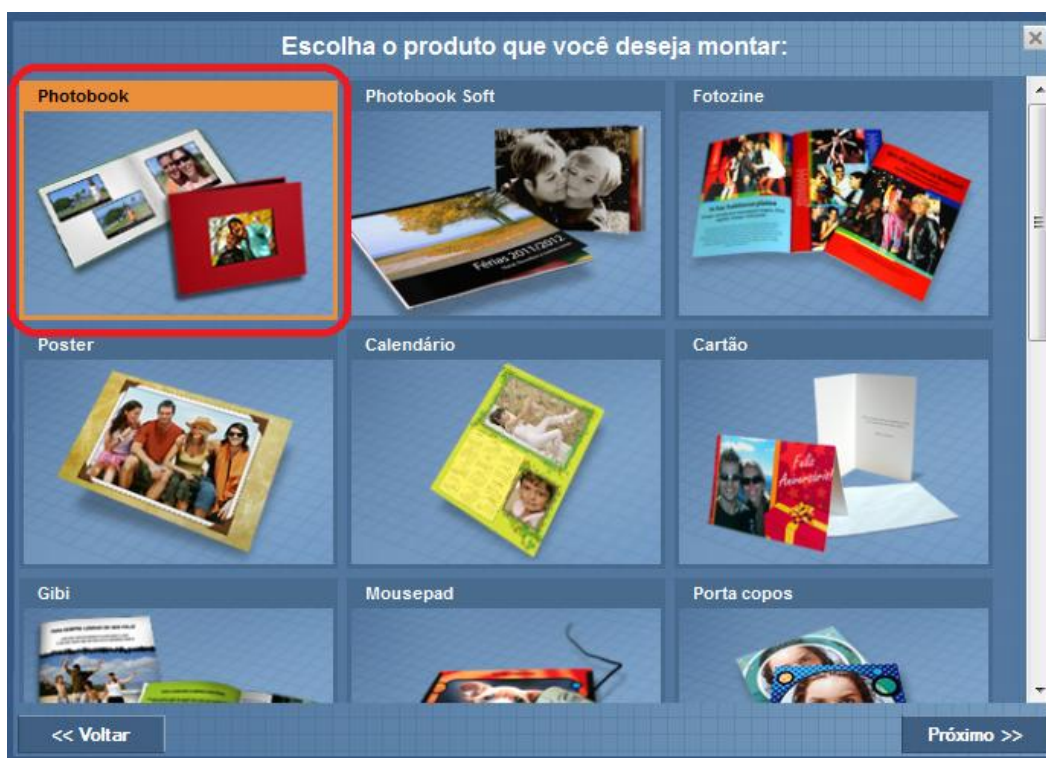 Escolha o produto que você deseja montar:
Photobook
Photobook Soft
Fotozine
Férias 2011/2012
Poster
Calendário
Cartão
Feliz
Aniversário!
Gibi
Mousepad
Porta copos
<< Voltar
Próximo >>